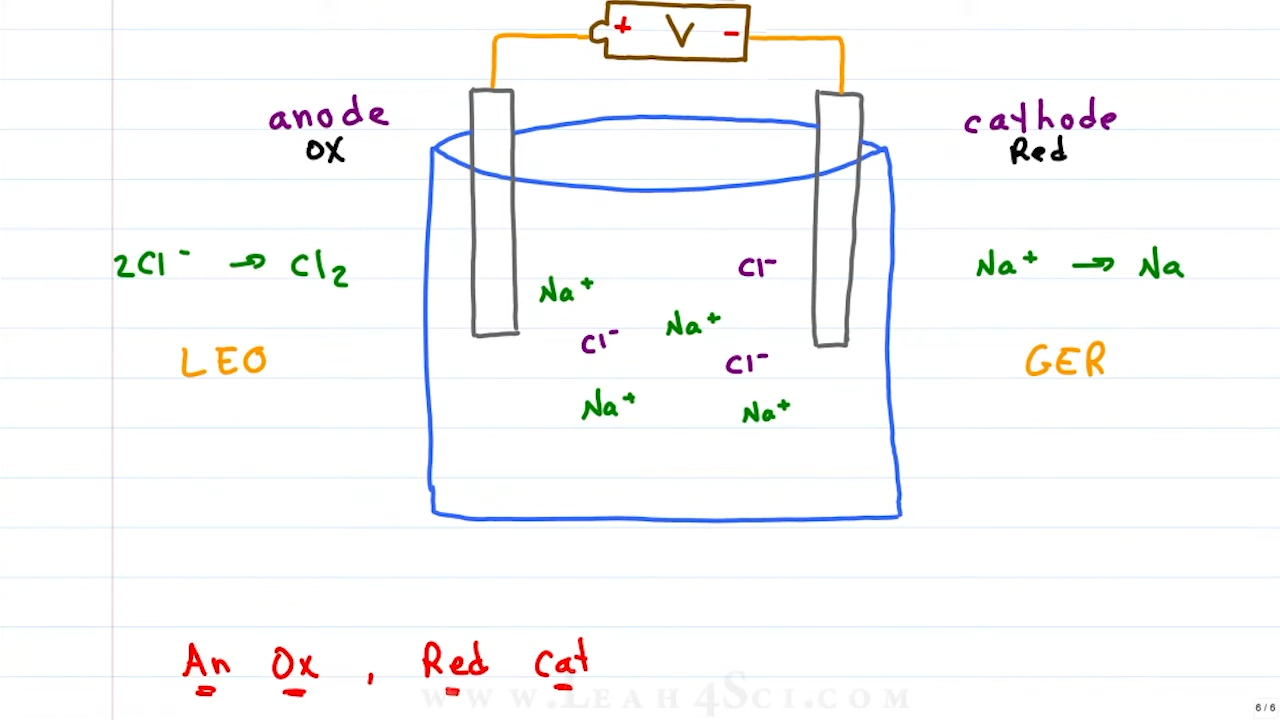 + V -
anode
OX
cathode
Red
2Cl⁻ → Cl₂
Na⁺ → Na
LEO
GER
Cl⁻
Na⁺
Na⁺
Cl⁻
Cl⁻
Na⁺
Na⁺
An Ox, Red Cat
www.Leah4Sci.com
6 / 6